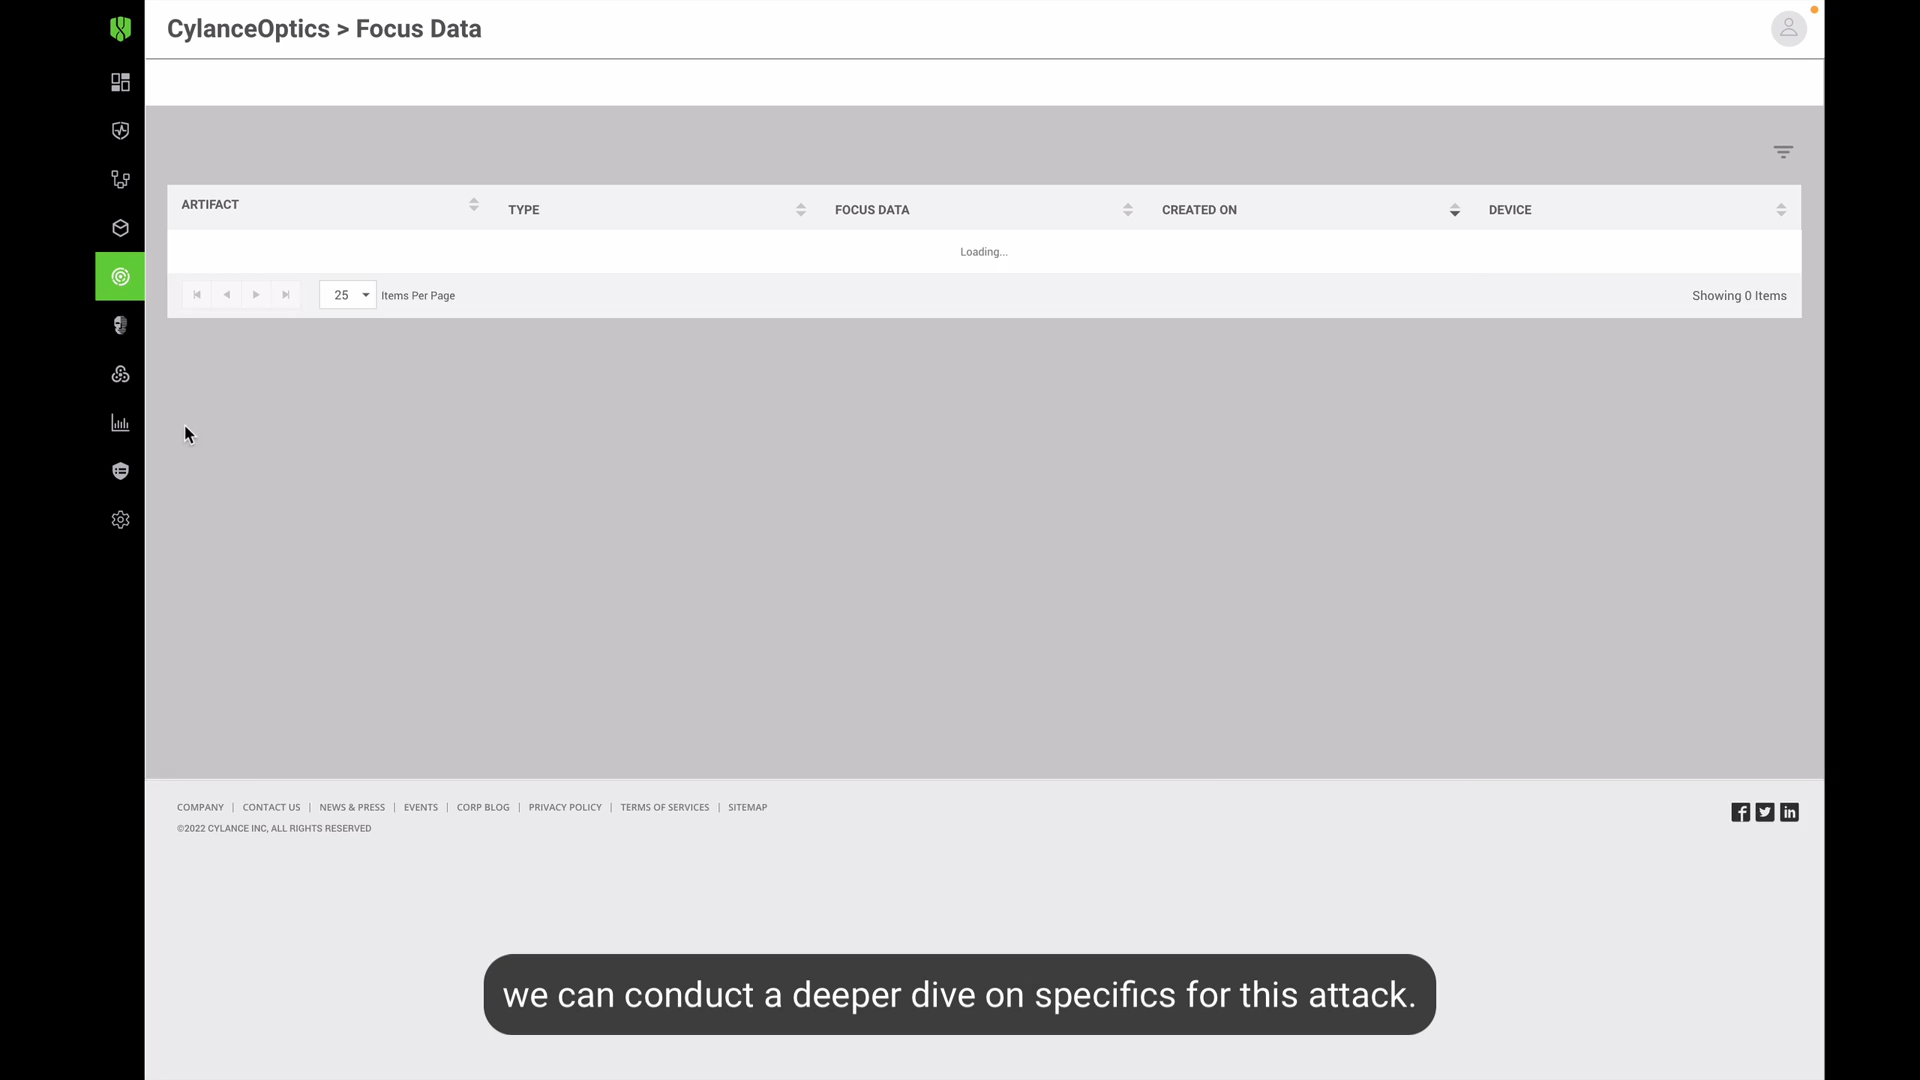 CylanceOptics > Focus Data
ARTIFACT TYPE FOCUS DATA CREATED ON DEVICE
Loading...
25 Items Per Page Showing 0 Items
COMPANY | CONTACT US | NEWS & PRESS | EVENTS | CORP BLOG | PRIVACY POLICY | TERMS OF SERVICES | SITEMAP
©2022 CYLANCE INC, ALL RIGHTS RESERVED
we can conduct a deeper dive on specifics for this attack.